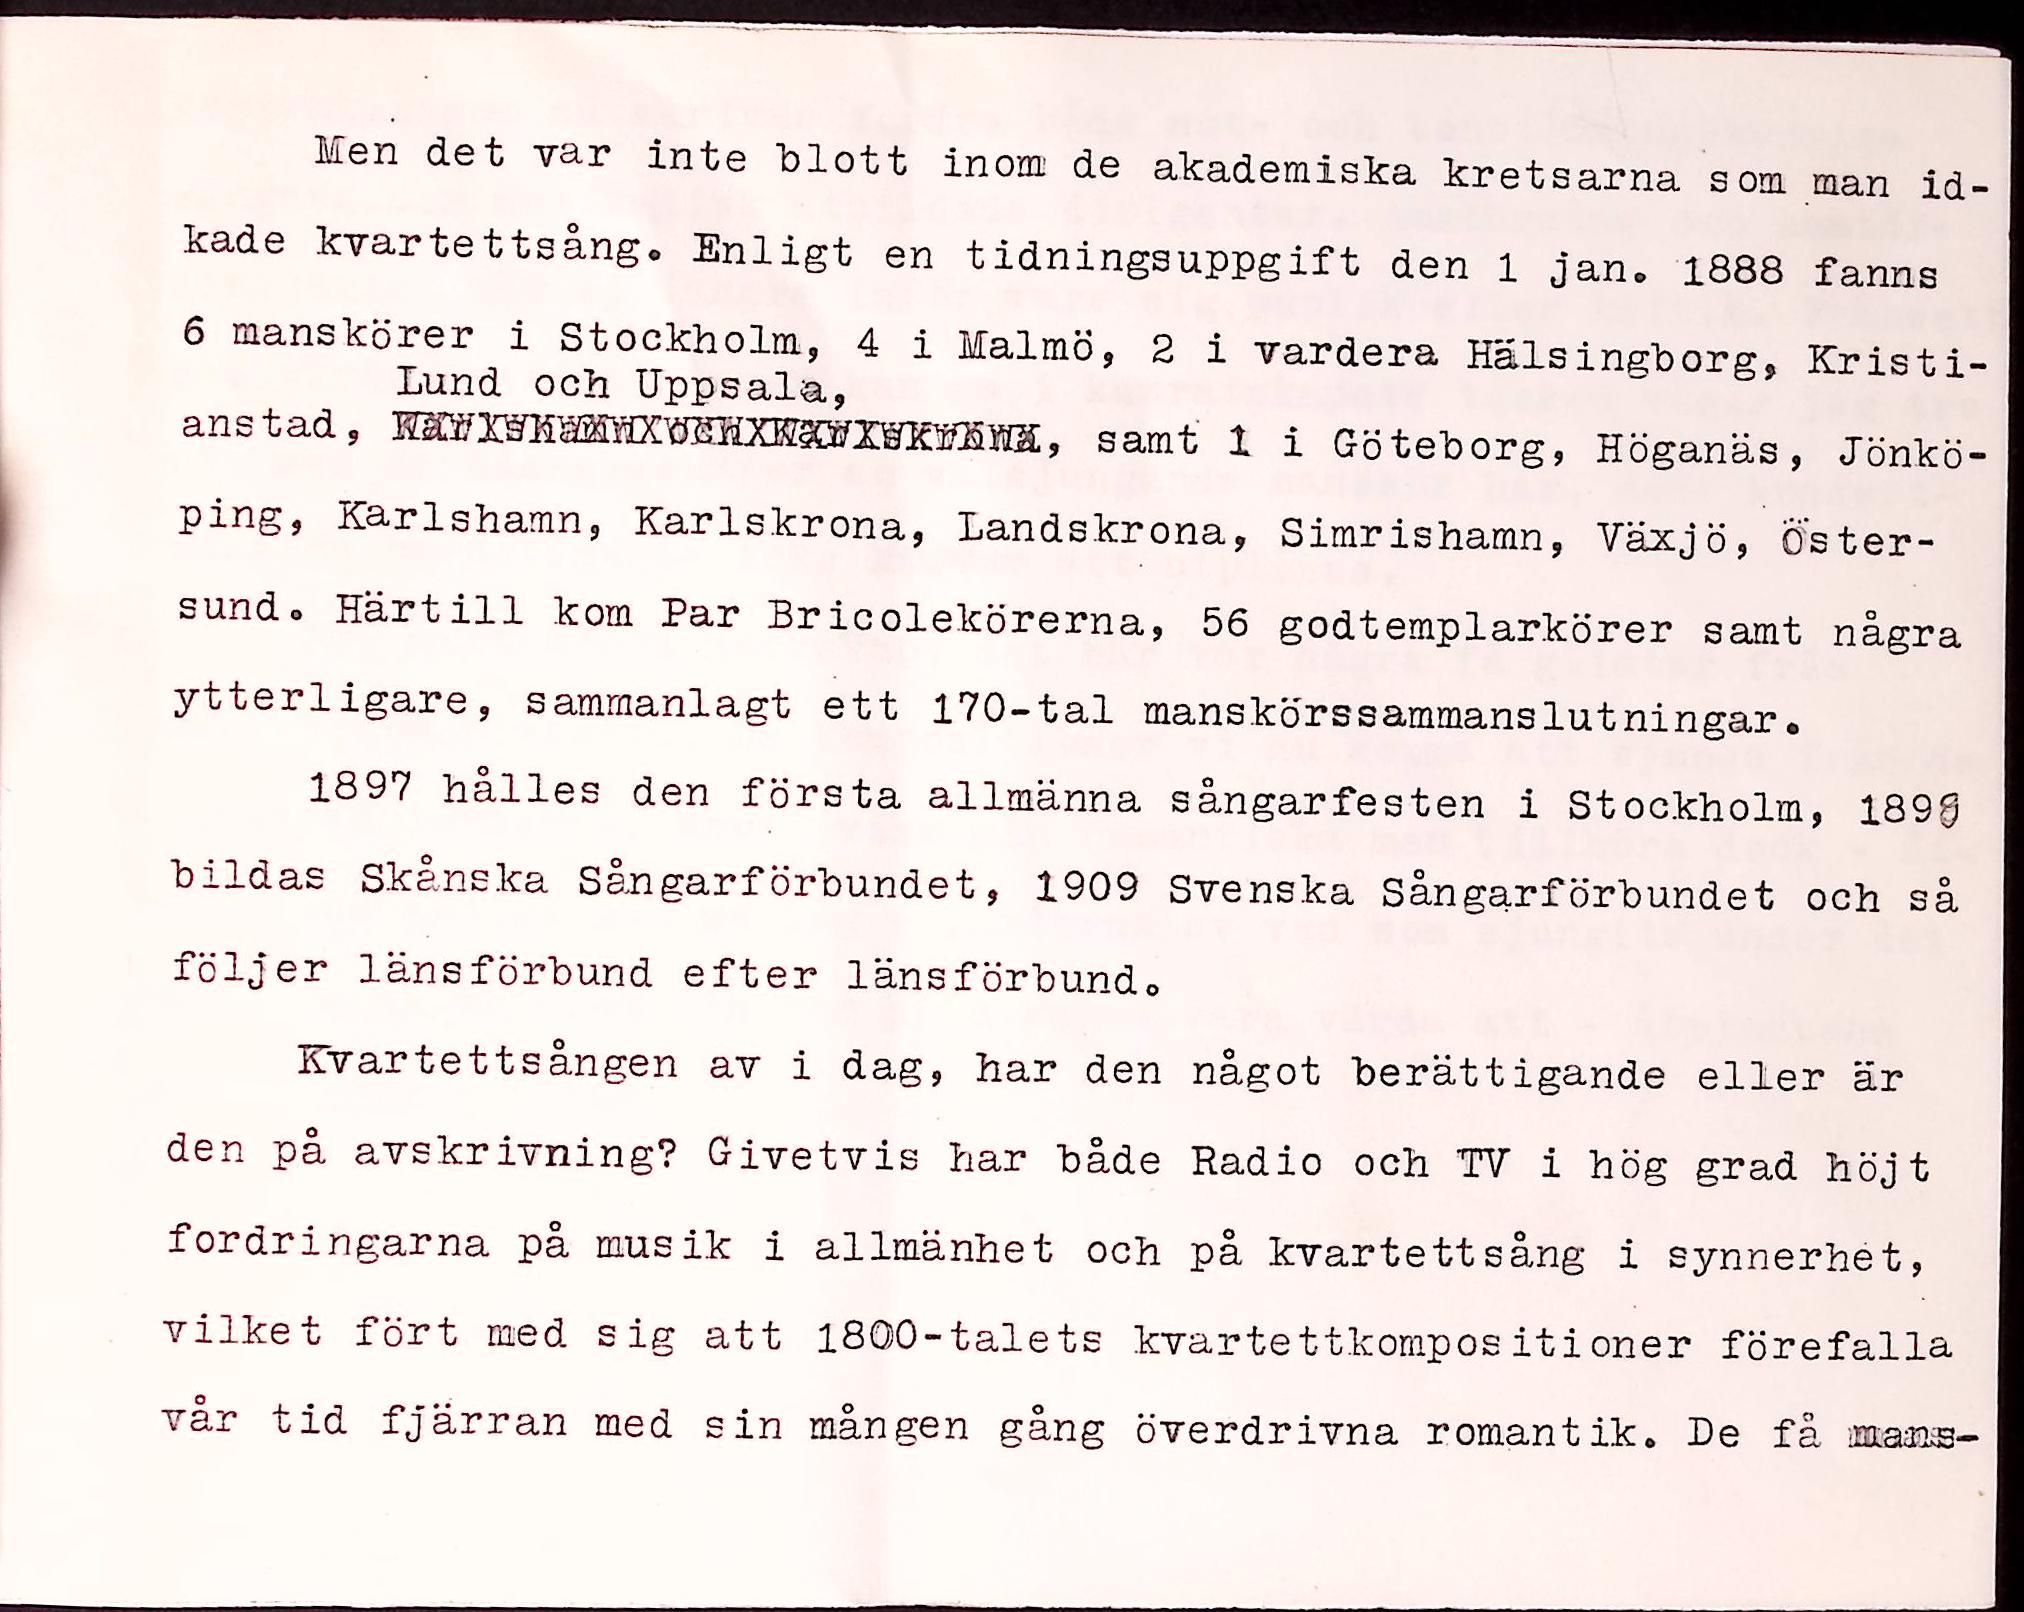 Men det var inte blott inom de akademiska kretsarna som man id-
kade kvartettsång. Enligt en tidningsuppgift den 1 jan. 1888 fanns
6 manskörer i Stockholm, 4 i Malmö, 2 i vardera Hälsingborg, Kristi-
Lund och Uppsala,
anstad, , samt 1 i Göteborg, Höganäs, Jönkö-
ping, Karlshamn, Karlskrona, Landskrona, Simrishamn, Växjö, Öster-
sund. Härtill kom Par Bricolekörerna, 56 godtemplarkörer samt några
ytterligare, sammanlagt ett 170-tal manskörssammanslutningar.
1897 hålles den första allmänna sångarfesten i Stockholm,
bildas Skånska Sångarförbundet, 1909 Svenska Sångarförbundet och så
följer länsförbund efter länsförbund.
Kvartettsången av i dag, har den något berättigande eller är
den på avskrivning? Givetvis har både Radio och TV i hög grad höjt
fordringarna på musik i allmänhet och på kvartettsång i synnerhet,
vilket fört med sig att 1800-talets kvartettkompositioner förefalla
vår tid fjärran med sin mången gång överdrivna romantik. De få mans-